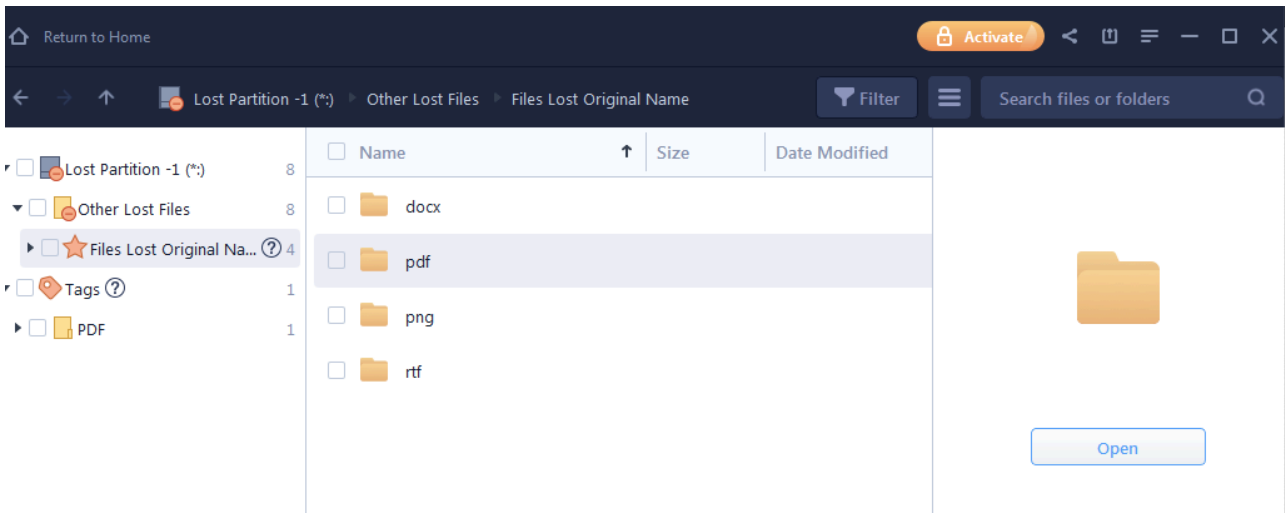 Return to Home
Activate
Lost Partition -1 (*:) Other Lost Files Files Lost Original Name
Filter
Search files or folders
Lost Partition -1 (*:) 8
Other Lost Files 8
Files Lost Original Na... ? 4
Tags ? 1
PDF 1
Name Size Date Modified
docx
pdf
png
rtf
Open